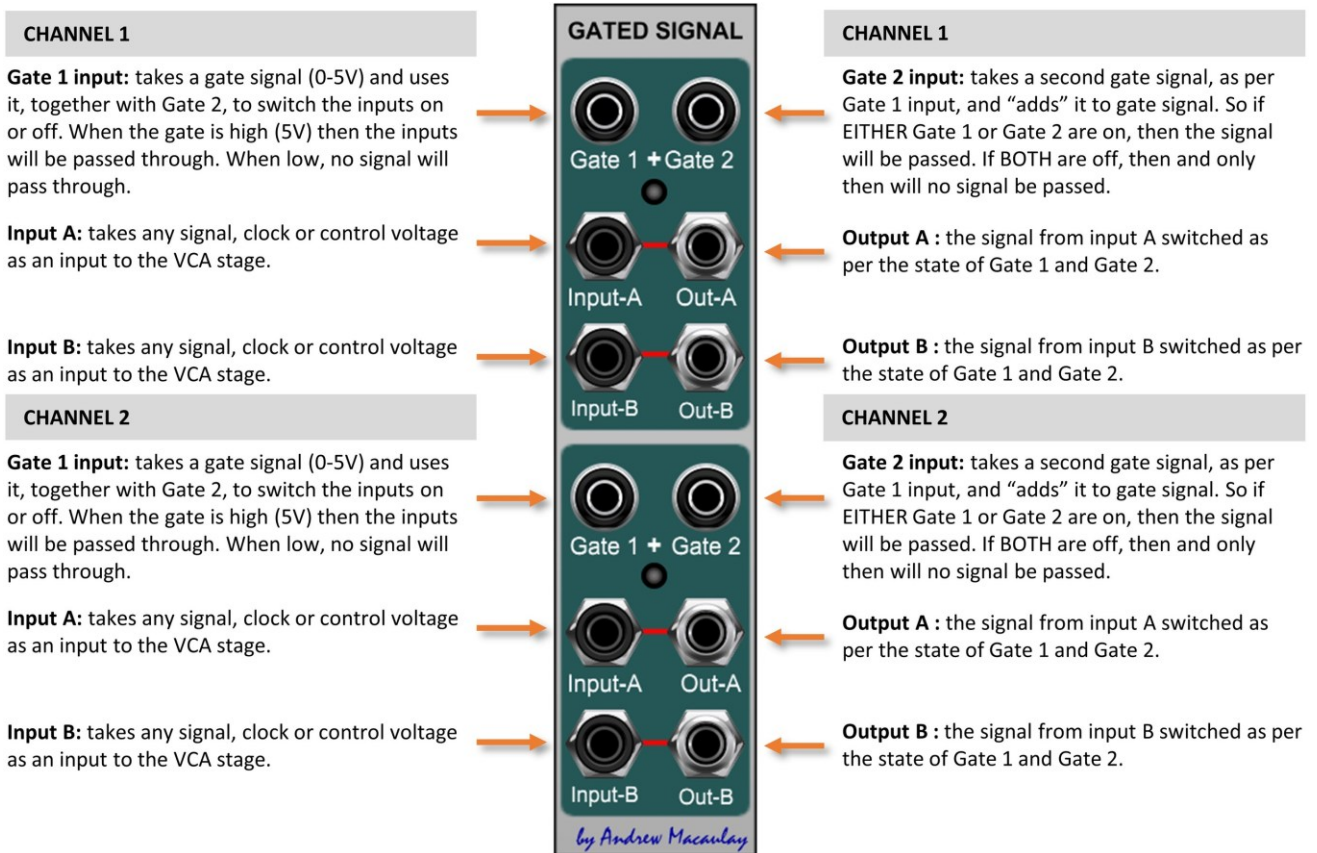 CHANNEL 1
Gate 1 input: takes a gate signal (0-5V) and uses
it, together with Gate 2, to switch the inputs on
or off. When the gate is high (5V) then the inputs
will be passed through. When low, no signal will
pass through.
Input A: takes any signal, clock or control voltage
as an input to the VCA stage.
Input B: takes any signal, clock or control voltage
as an input to the VCA stage.
CHANNEL 2
Gate 1 input: takes a gate signal (0-5V) and uses
it, together with Gate 2, to switch the inputs on
or off. When the gate is high (5V) then the inputs
will be passed through. When low, no signal will
pass through.
Input A: takes any signal, clock or control voltage
as an input to the VCA stage.
Input B: takes any signal, clock or control voltage
as an input to the VCA stage.
GATED SIGNAL
Gate 1 + Gate 2
Input-A Out-A
Input-B Out-B
Gate 1 + Gate 2
Input-A Out-A
Input-B Out-B
by Andrew Macaulay
CHANNEL 1
Gate 2 input: takes a second gate signal, as per
Gate 1 input, and “adds” it to gate signal. So if
EITHER Gate 1 or Gate 2 are on, then the signal
will be passed. If BOTH are off, then and only
then will no signal be passed.
Output A : the signal from input A switched as
per the state of Gate 1 and Gate 2.
Output B : the signal from input B switched as per
the state of Gate 1 and Gate 2.
CHANNEL 2
Gate 2 input: takes a second gate signal, as per
Gate 1 input, and “adds” it to gate signal. So if
EITHER Gate 1 or Gate 2 are on, then the signal
will be passed. If BOTH are off, then and only
then will no signal be passed.
Output A : the signal from input A switched as
per the state of Gate 1 and Gate 2.
Output B : the signal from input B switched as per
the state of Gate 1 and Gate 2.